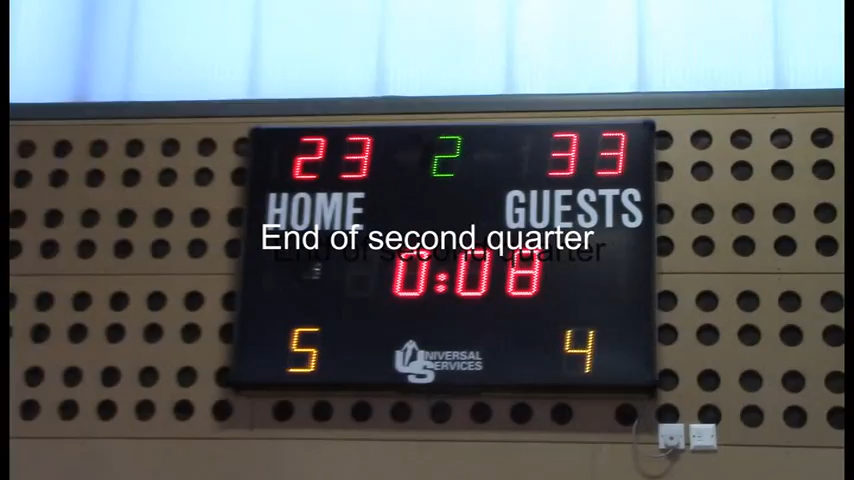 23 2 33
HOME GUESTS
End of second quarter
0:08
5 4
UNIVERSAL
SERVICES